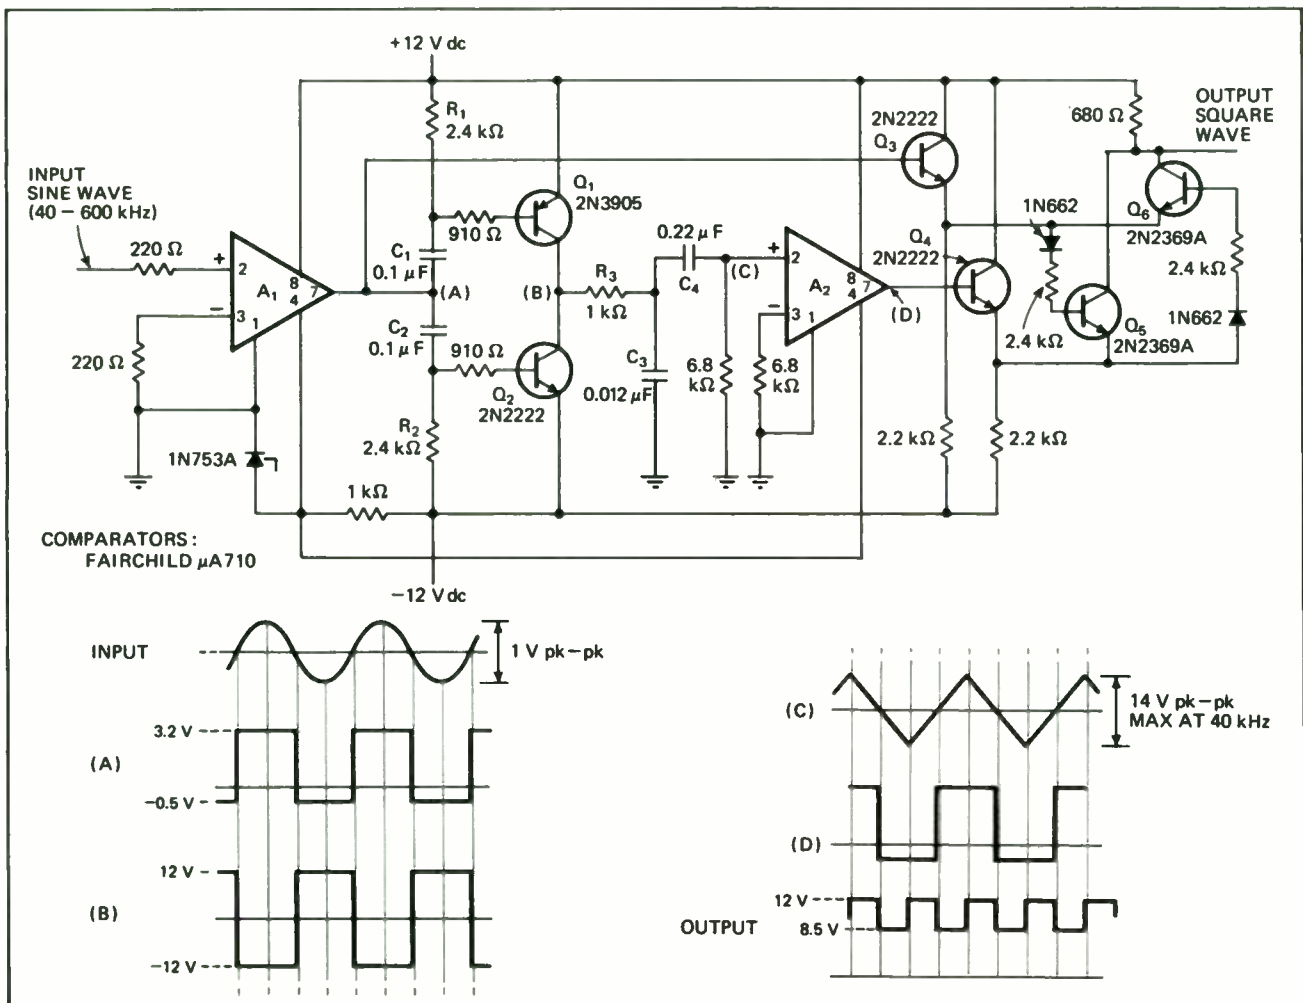 +12 V dc
R₁
2.4 kΩ
INPUT
SINE WAVE
(40 – 600 kHz)
220 Ω
+
2
A₁
8
4
7
–
3
1
220 Ω
1N753A
1 kΩ
C₁
0.1 μF
(A)
C₂
0.1 μF
910 Ω
910 Ω
R₂
2.4 kΩ
Q₁
2N3905
(B)
Q₂
2N2222
R₃
1 kΩ
0.22 μF
C₄
(C)
C₃
0.012 μF
6.8
kΩ
6.8
kΩ
+
2
A₂
8
4
7
–
3
1
(D)
2N2222
Q₃
Q₄
2N2222
2.2 kΩ
2.2 kΩ
1N662
2.4 kΩ
Q₅
2N2369A
680 Ω
OUTPUT
SQUARE
WAVE
Q₆
2N2369A
2.4 kΩ
1N662
COMPARATORS:
FAIRCHILD μA710
–12 V dc
INPUT
1 V pk–pk
3.2 V
(A)
–0.5 V
12 V
(B)
–12 V
(C)
14 V pk–pk
MAX AT 40 kHz
(D)
12 V
OUTPUT
8.5 V